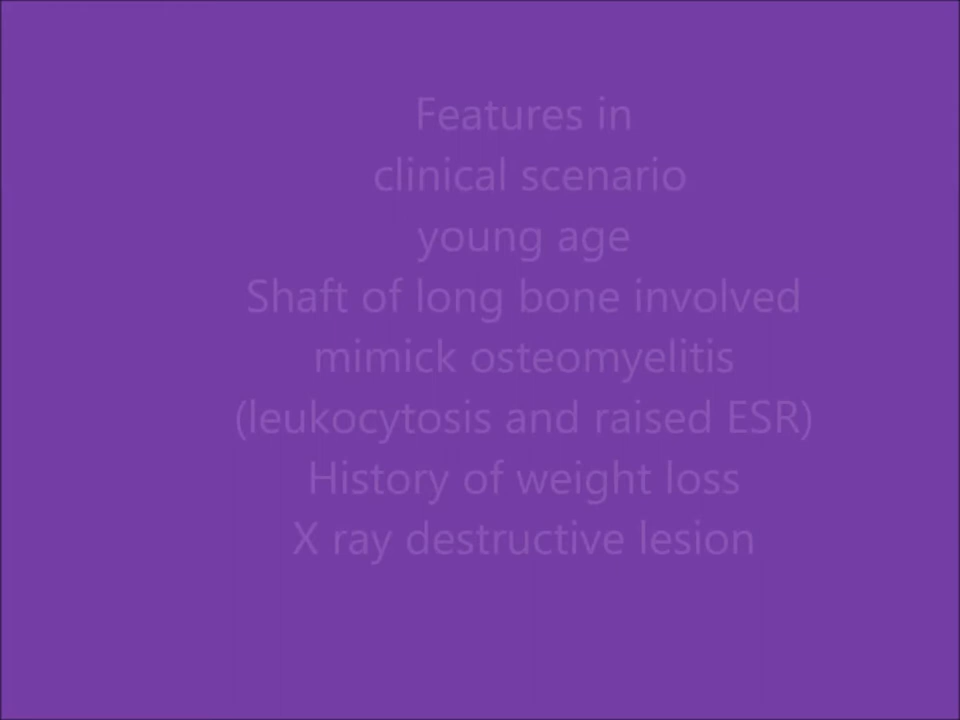 Features in
clinical scenario
young age
Shaft of long bone involved
mimick osteomyelitis
(leukocytosis and raised ESR)
History of weight loss
X ray destructive lesion